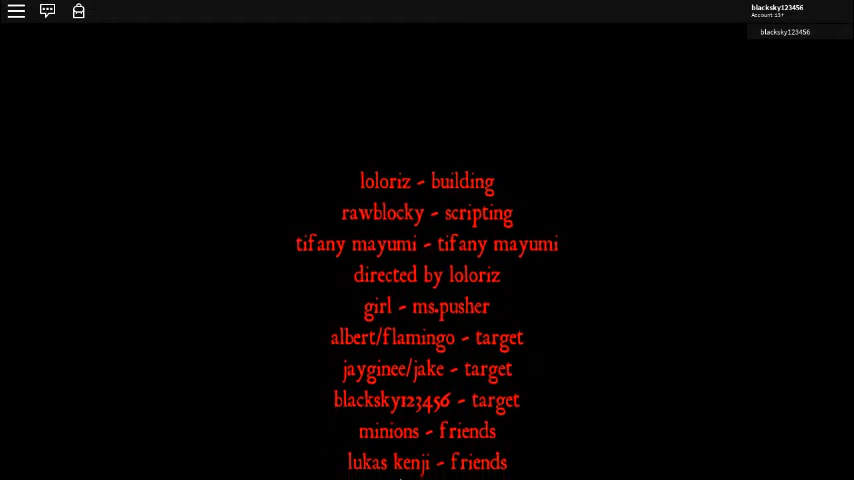 blacksky123456
Account 13+
blacksky123456
loloriz - building
rawblocky - scripting
tifany mayumi - tifany mayumi
directed by loloriz
girl - ms.pusher
albert/flamingo - target
jayginee/jake - target
blacksky123456 - target
minions - friends
lukas kenji - friends